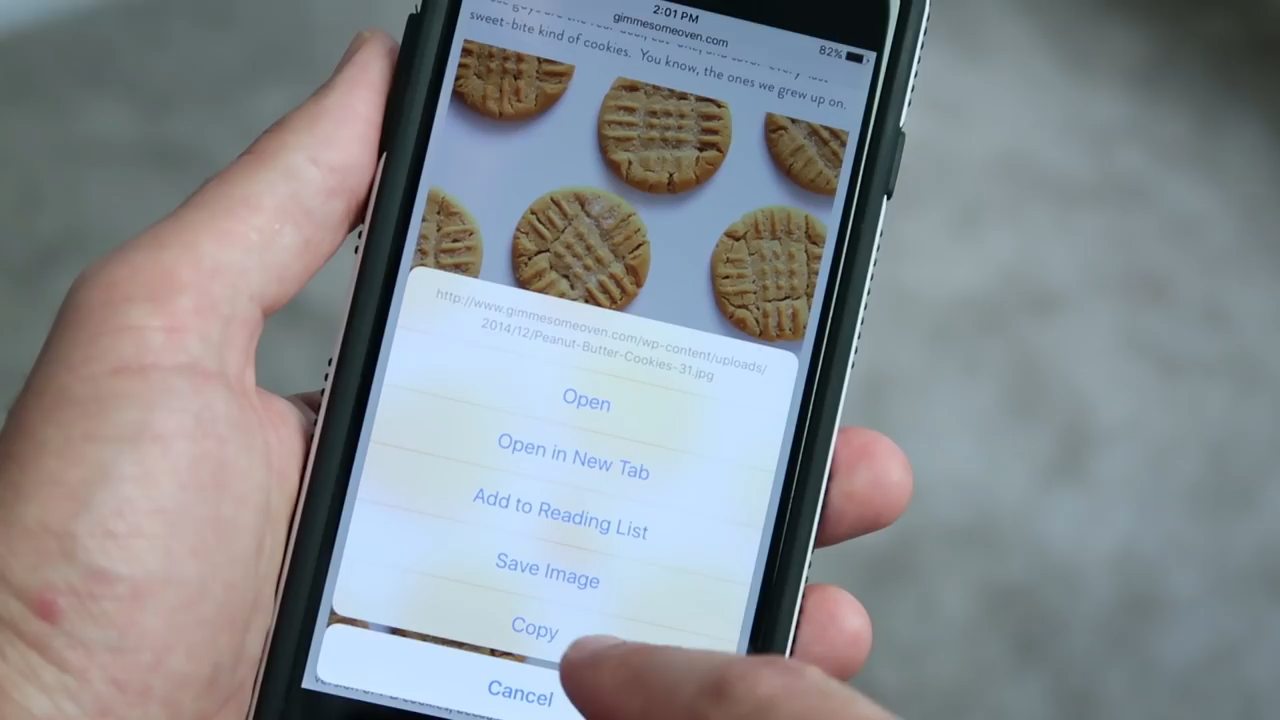 2:01 PM
gimmesomeoven.com
82%
sweet-bite kind of cookies. You know, the ones we grew up on.
http://www.gimmesomeoven.com/wp-content/uploads/
2014/12/Peanut-Butter-Cookies-31.jpg
Open
Open in New Tab
Add to Reading List
Save Image
Copy
Cancel